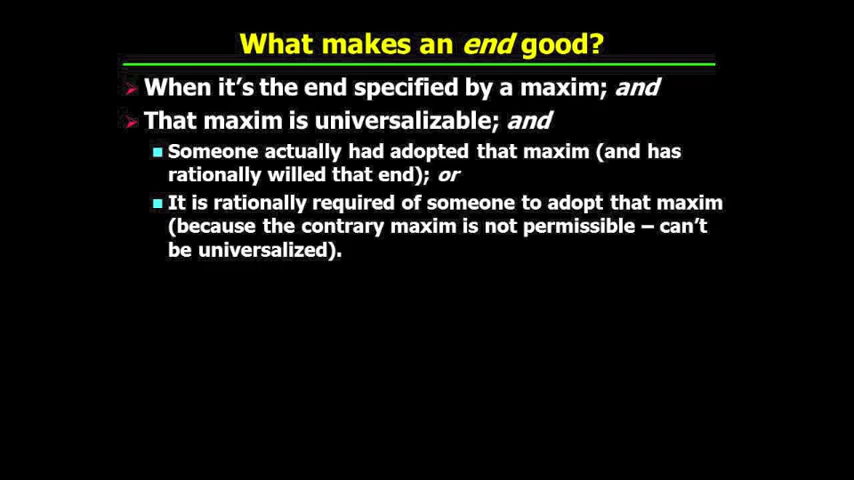 What makes an end good?
When it's the end specified by a maxim; and
That maxim is universalizable; and
Someone actually had adopted that maxim (and has
rationally willed that end); or
It is rationally required of someone to adopt that maxim
(because the contrary maxim is not permissible – can't
be universalized).